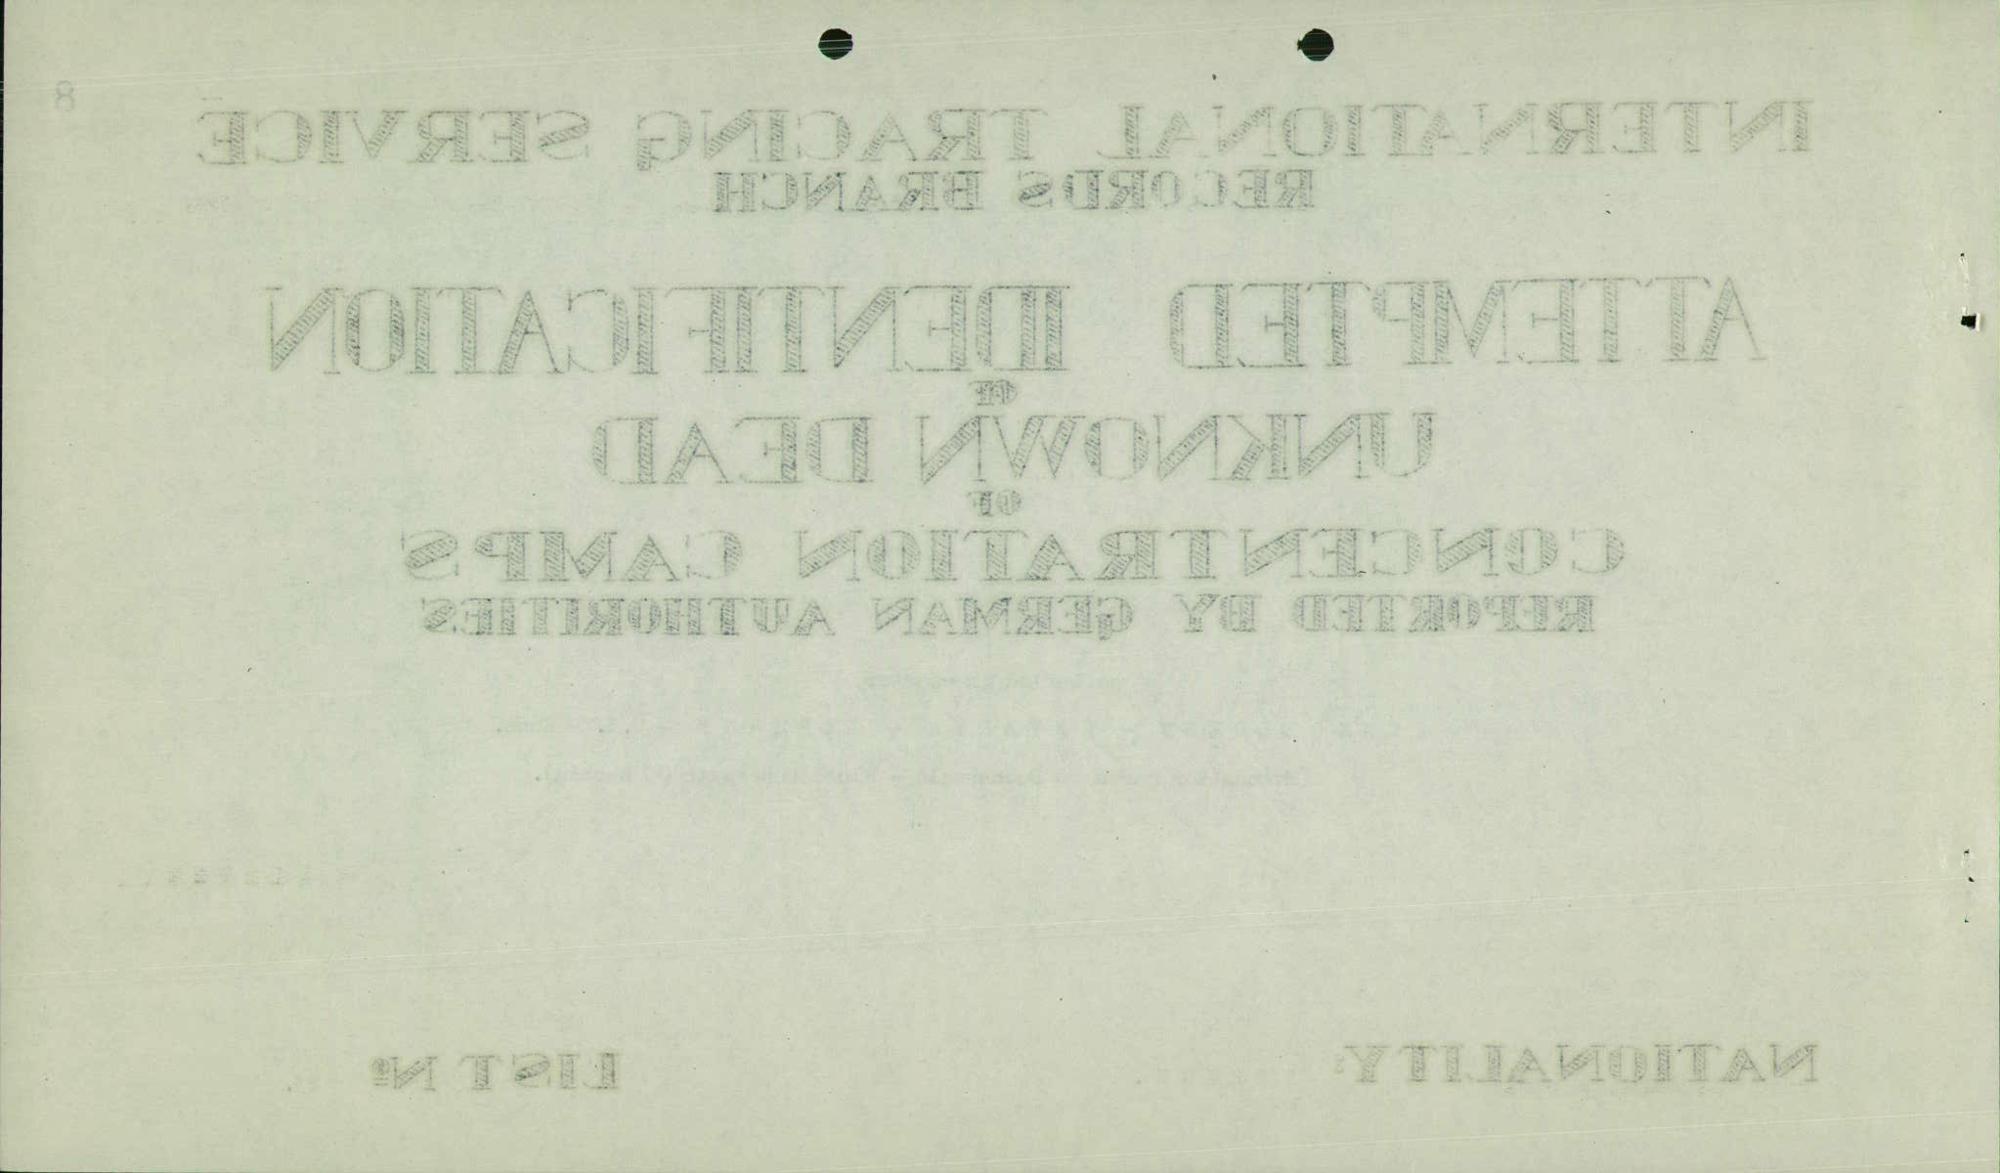 8
INTERNATIONAL TRACING SERVICE
RECORDS BRANCH
ATTEMPTED IDENTIFICATION
OF
UNKNOWN DEAD
OF
CONCENTRATION CAMPS
REPORTED BY GERMAN AUTHORITIES
NATIONALITY:
LIST Nº